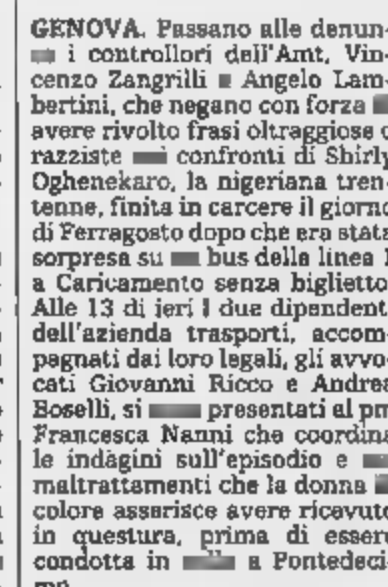 GENOVA. Passano alle denun-
i controllori dell'Amt, Vin-
cenzo Zangrilli Angelo Lam-
bertini, che negano con forza
avere rivolto frasi oltraggiose o
razziste confronti di Shirly
Oghenekaro, la nigeriana tren-
tenne, finita in carcere il giorno
di Ferragosto dopo che era stata
sorpresa su bus della linea 1
a Caricamento senza biglietto.
Alle 13 di ieri i due dipendent
dell'azienda trasporti, accom-
pagnati dai loro legali, gli avvo-
cati Giovanni Ricco e Andrea
Boselli, si presentati al pm
Francesca Nanni che coordina
le indagini sull'episodio e
maltrattamenti che la donna
colore asserisce avere ricevuto
in questura, prima di essere
condotta in a Pontedeci-